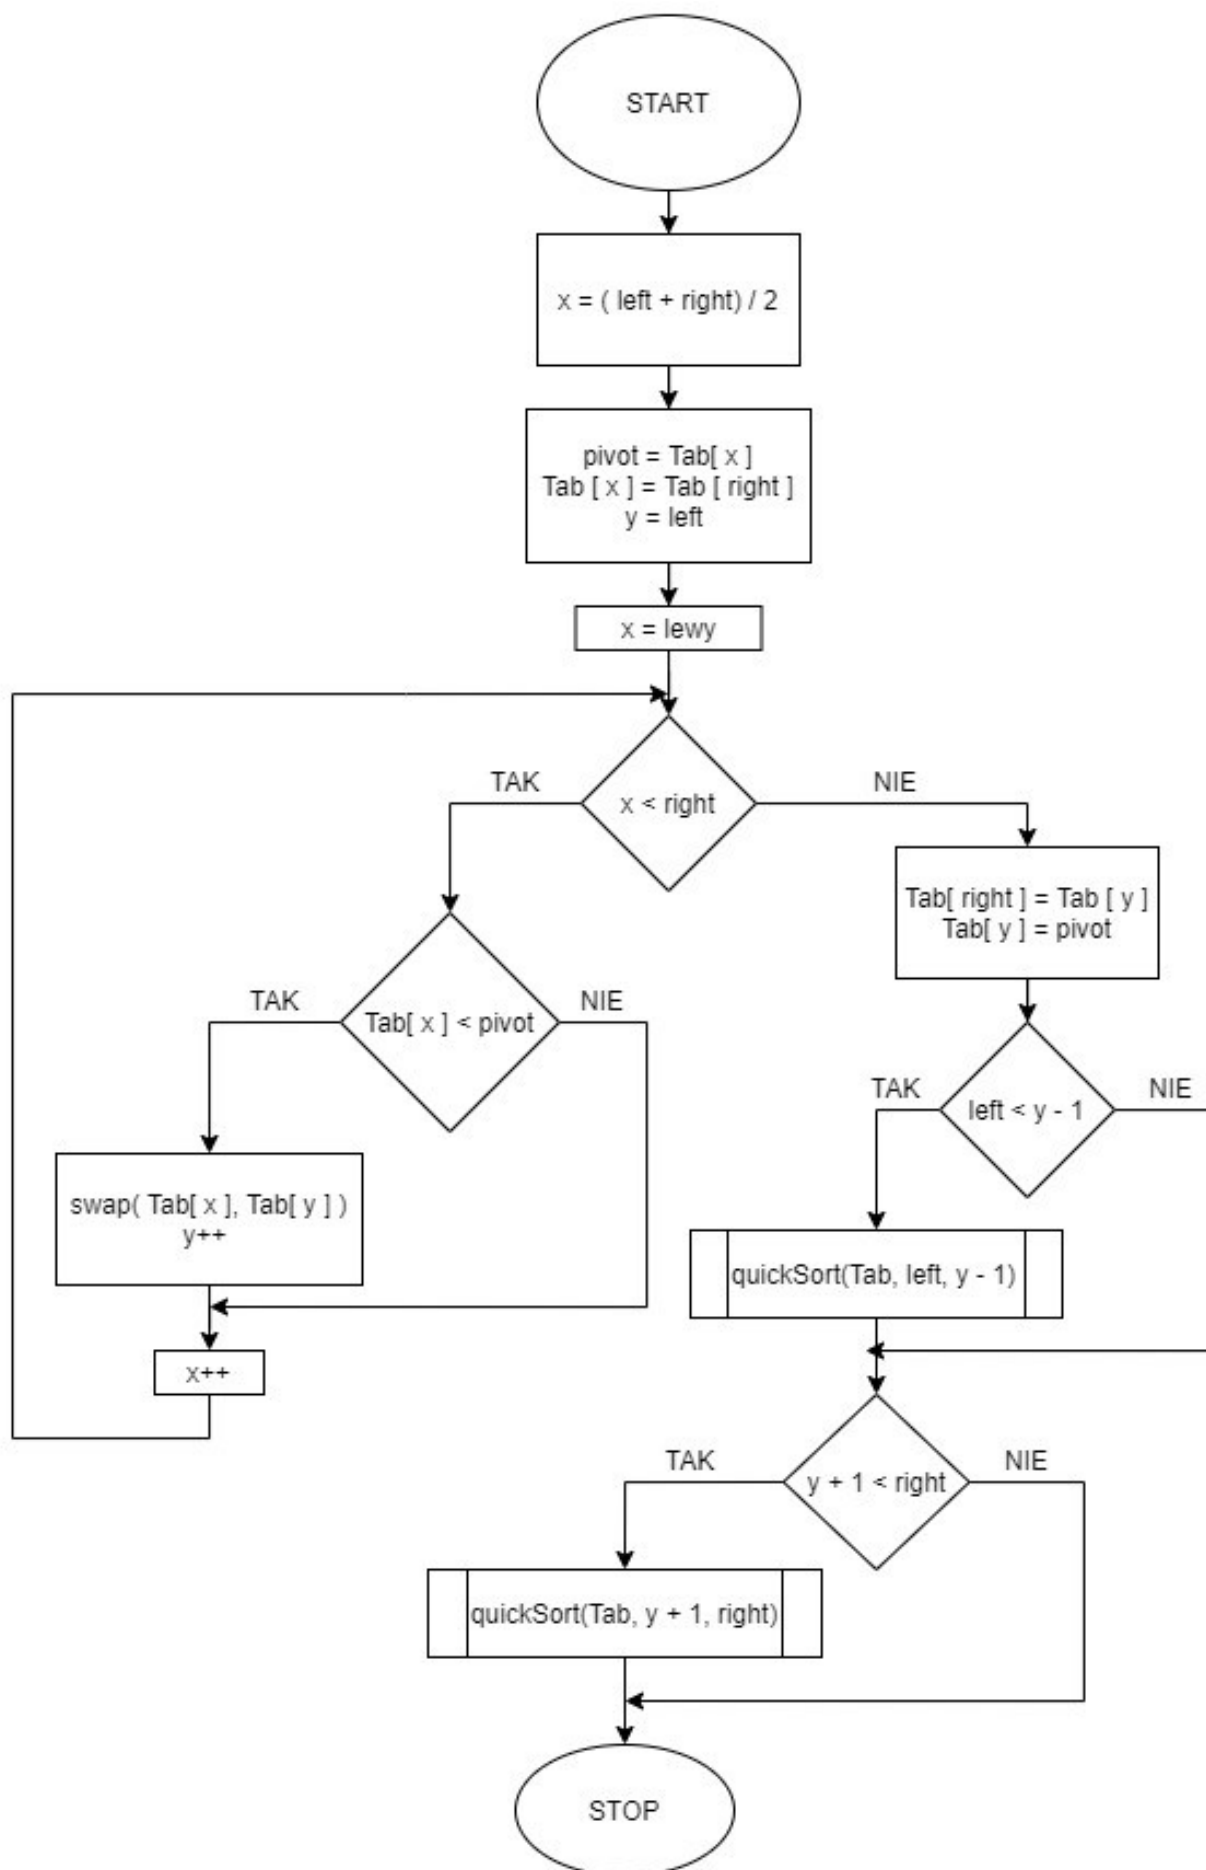 START
x = ( left + right) / 2
pivot = Tab[ x ]
Tab [ x ] = Tab [ right ]
y = left
x = lewy
x < right
TAK
NIE
Tab[ right ] = Tab [ y ]
Tab[ y ] = pivot
Tab[ x ] < pivot
TAK
NIE
left < y - 1
TAK
NIE
swap( Tab[ x ], Tab[ y ] )
y++
quickSort(Tab, left, y - 1)
x++
y + 1 < right
TAK
NIE
quickSort(Tab, y + 1, right)
STOP